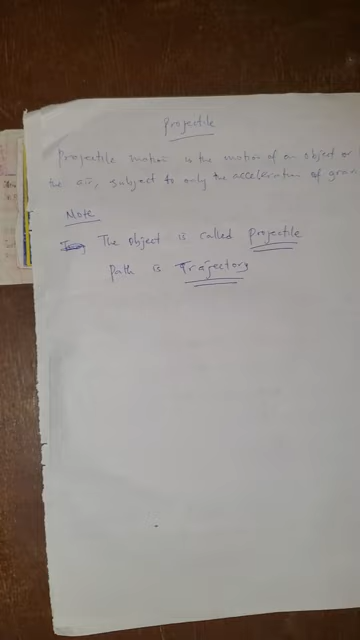 Projectile
Projectile motion is the motion of an object
the air, subject to only the acceleration of
Note
The object is called projectile
path is Trajectory